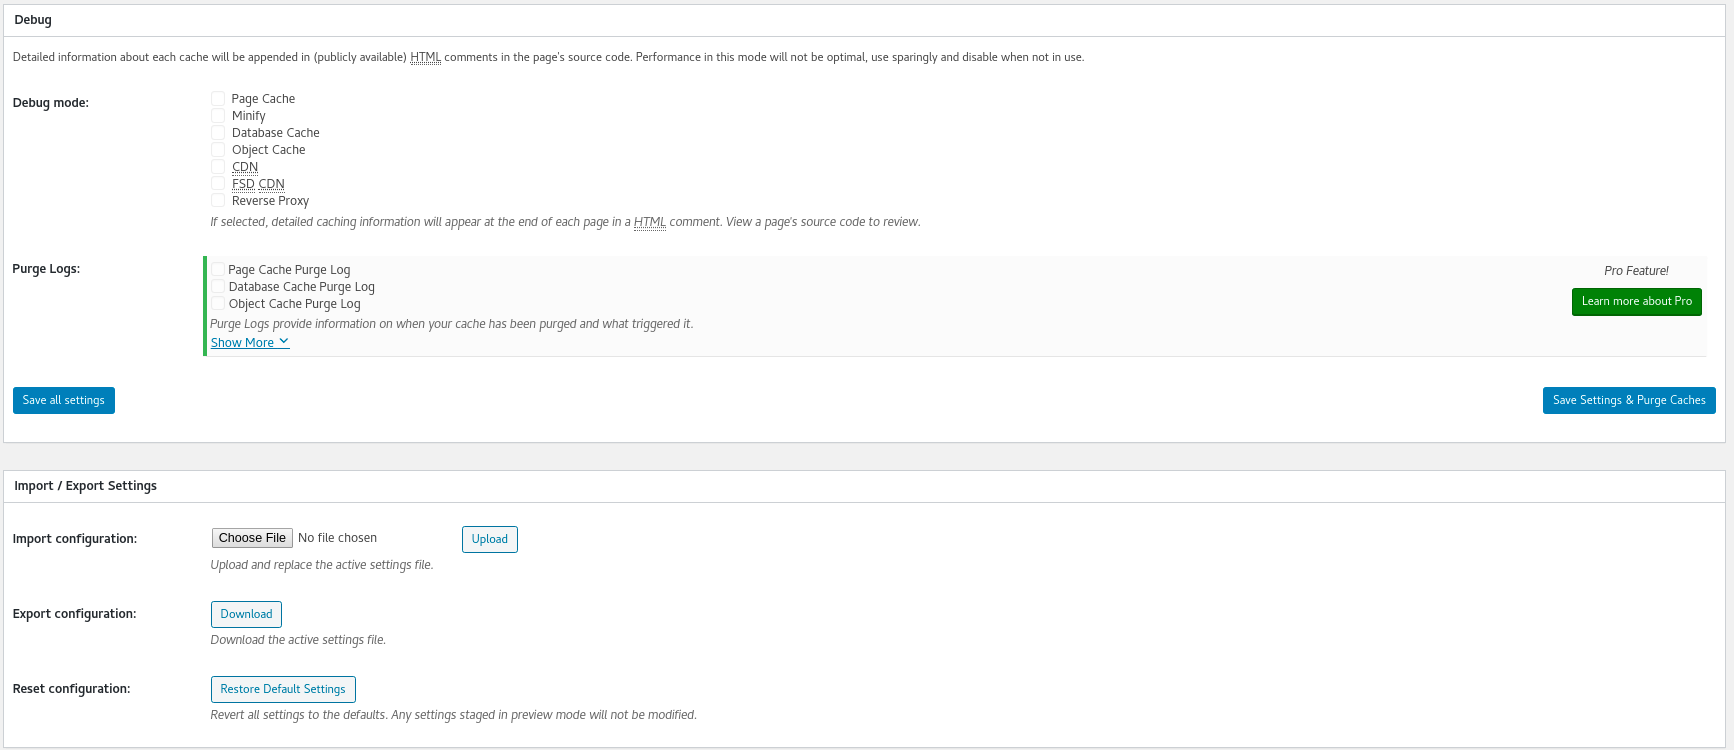 Debug
Detailed information about each cache will be appended in (publicly available) HTML comments in the page's source code. Performance in this mode will not be optimal, use sparingly and disable when not in use.
Debug mode:
Page Cache
Minify
Database Cache
Object Cache
CDN
FSD CDN
Reverse Proxy
If selected, detailed caching information will appear at the end of each page in a HTML comment. View a page's source code to review.
Purge Logs:
Page Cache Purge Log
Database Cache Purge Log
Object Cache Purge Log
Purge Logs provide information on when your cache has been purged and what triggered it.
Show More
Pro Feature!
Learn more about Pro
Save all settings
Save Settings & Purge Caches
Import / Export Settings
Import configuration:
Choose File No file chosen
Upload
Upload and replace the active settings file.
Export configuration:
Download
Download the active settings file.
Reset configuration:
Restore Default Settings
Revert all settings to the defaults. Any settings staged in preview mode will not be modified.